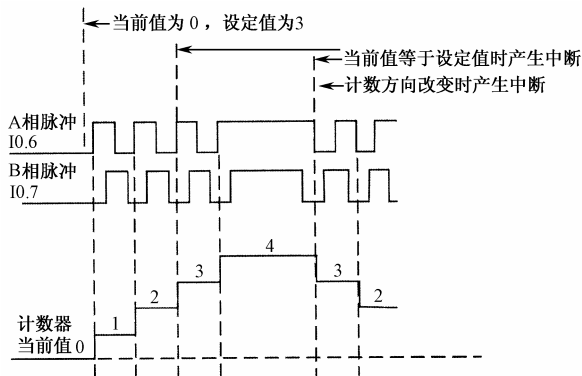 当前值为 0 ，设定值为3
当前值等于设定值时产生中断
计数方向改变时产生中断
A相脉冲
I0.6
B相脉冲
I0.7
4
3
3
2
2
1
计数器
当前值0